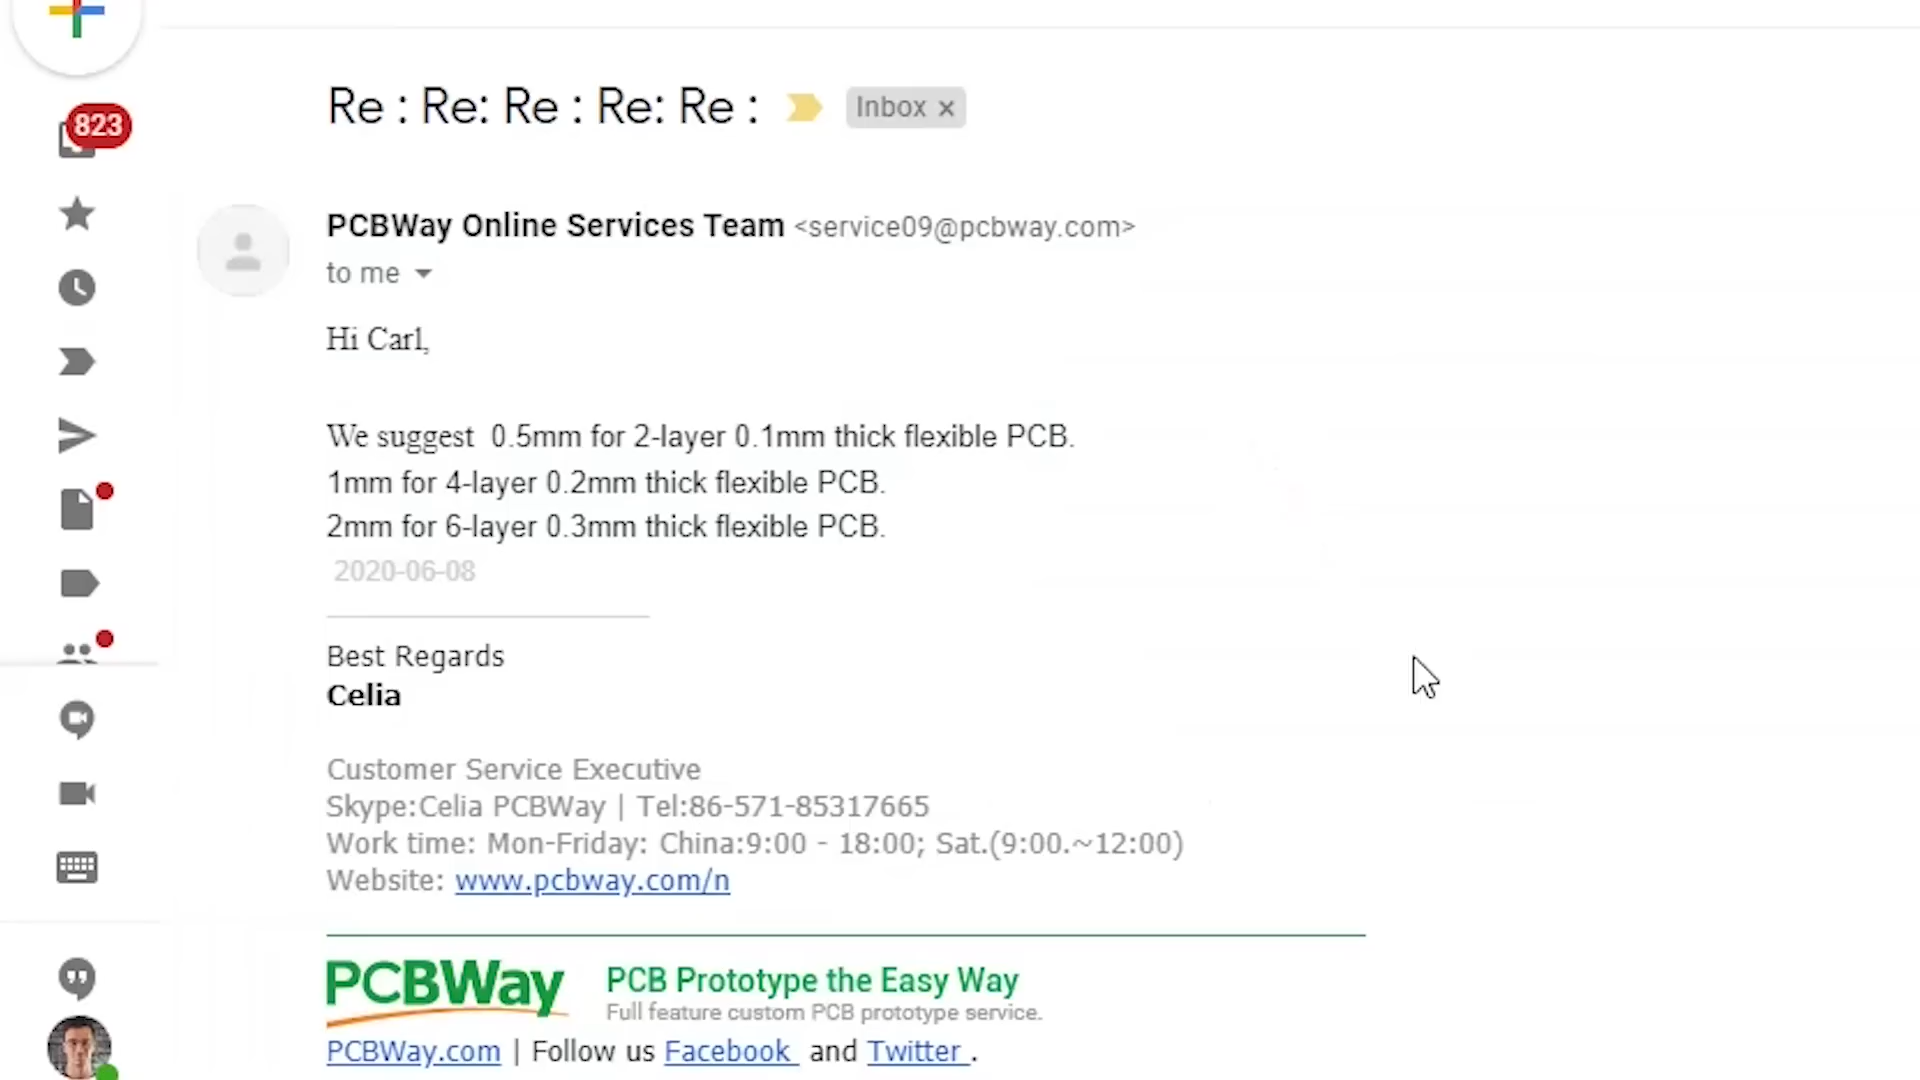 Re : Re: Re : Re: Re : Inbox ×
823
PCBWay Online Services Team <service09@pcbway.com>
to me
Hi Carl,
We suggest 0.5mm for 2-layer 0.1mm thick flexible PCB.
1mm for 4-layer 0.2mm thick flexible PCB.
2mm for 6-layer 0.3mm thick flexible PCB.
2020-06-08
Best Regards
Celia
Customer Service Executive
Skype:Celia PCBWay | Tel:86-571-85317665
Work time: Mon-Friday: China:9:00 - 18:00; Sat.(9:00.~12:00)
Website: www.pcbway.com/n
PCBWay PCB Prototype the Easy Way
Full feature custom PCB prototype service.
PCBWay.com | Follow us Facebook and Twitter .